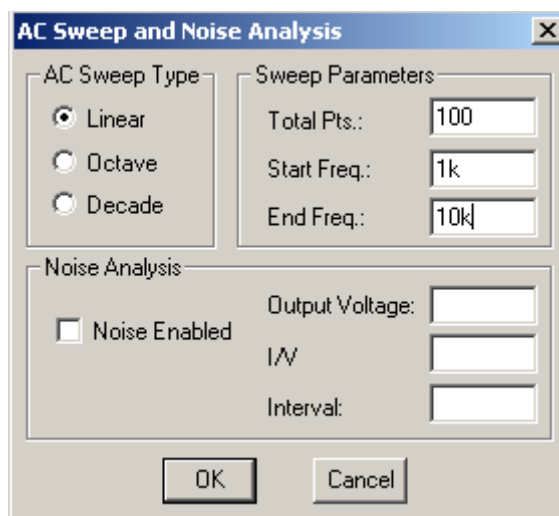 AC Sweep and Noise Analysis
AC Sweep Type
Linear
Octave
Decade
Sweep Parameters
Total Pts.: 100
Start Freq.: 1k
End Freq.: 10k
Noise Analysis
Noise Enabled
Output Voltage:
I/V
Interval:
OK
Cancel